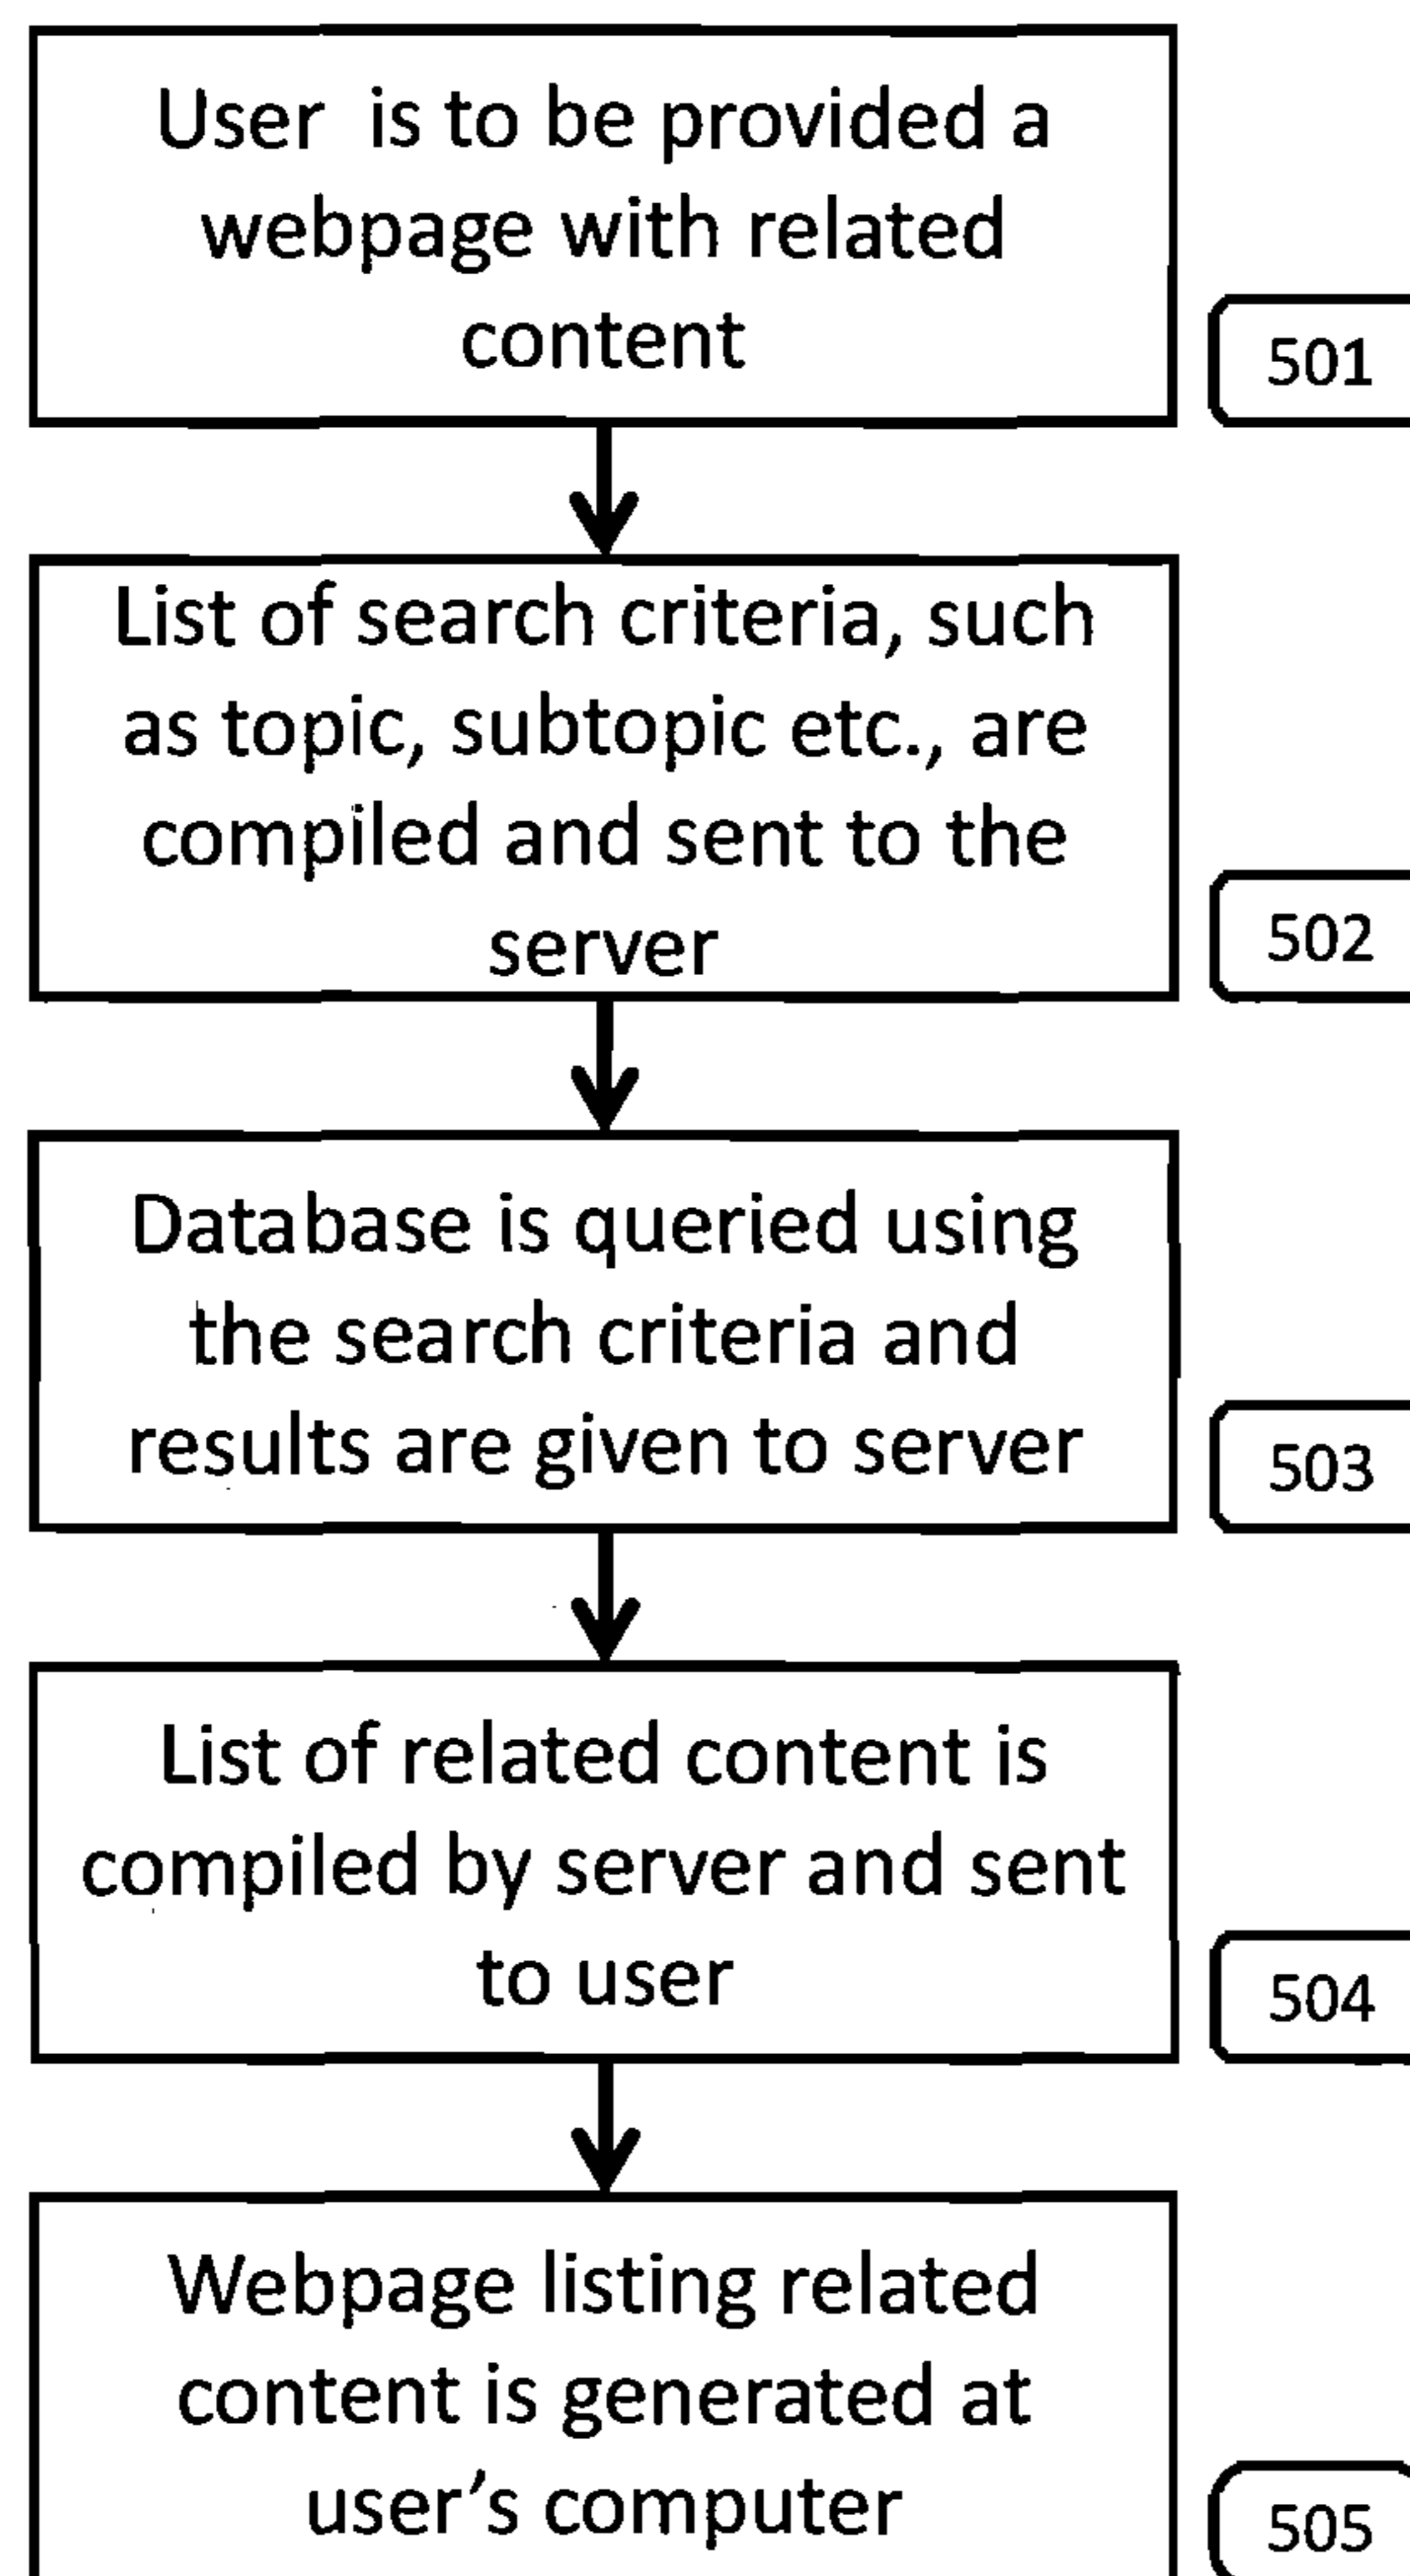 User is to be provided a
webpage with related
content
501
List of search criteria, such
as topic, subtopic etc., are
compiled and sent to the
server
502
Database is queried using
the search criteria and
results are given to server
503
List of related content is
compiled by server and sent
to user
504
Webpage listing related
content is generated at
user's computer
505